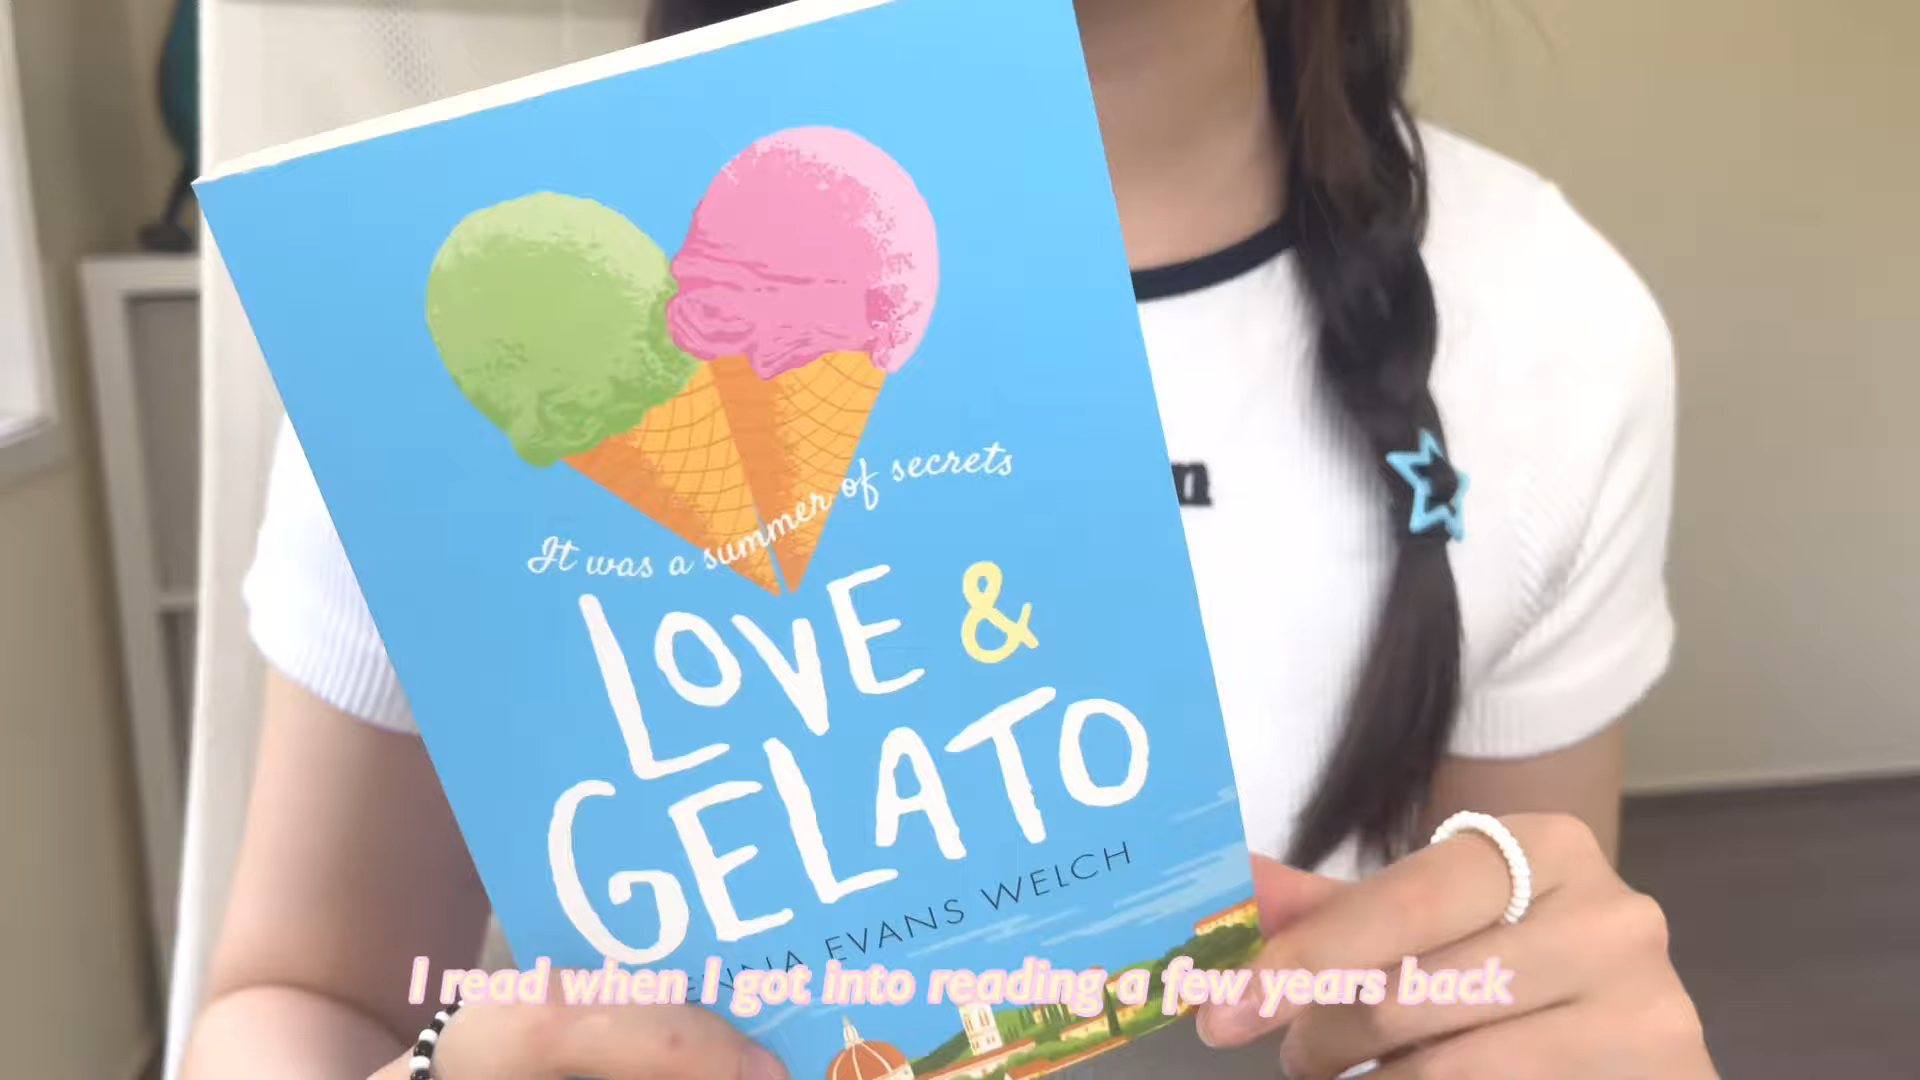 It was a summer of secrets
LOVE &
GELATO
EVANS WELCH
I read when I got into reading a few years back